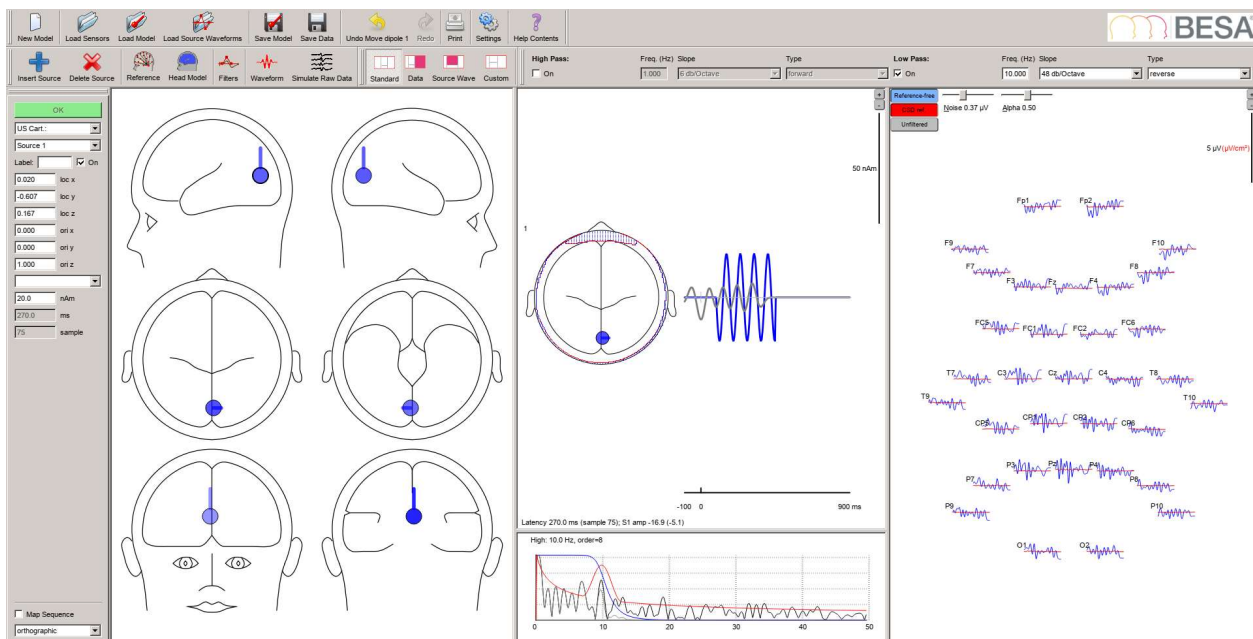 New Model Load Sensors Load Model Load Source Waveforms Save Model Save Data Undo Move dipole 1 Redo Print Settings Help Contents
BESA
Insert Source Delete Source Reference Head Model Filters Waveform Simulate Raw Data Standard Data Source Wave Custom
High Pass: Freq. (Hz) Slope Type Low Pass: Freq. (Hz) Slope Type
On 1.000 6 db/Octave forward On 10.000 48 db/Octave reverse
OK
US Cart.:
Source 1
Label: On
0.020 loc x
-0.607 loc y
0.167 loc z
0.000 ori x
0.000 ori y
1.000 ori z
20.0 nAm
270.0 ms
75 sample
Map Sequence
orthographic
+
-
50 nAm
1
-100 0 900 ms
Latency 270.0 ms (sample 75); S1 amp -16.9 (-5.1)
High: 10.0 Hz, order=8
0 10 20 30 40 50
Reference-free
Unfiltered
Noise 0.37 µV Alpha 0.50
+
-
5 µV(µV/cm²)
Fp1 Fp2
F9 F10
F7 F8
F3 Fz F4
FC5 FC1 FC2 FC6
T7 C3 Cz C4 T8
T9 T10
CP5 CP1 CP2 CP6
P3 Pz P4
P7 P8
P9 P10
O1 O2